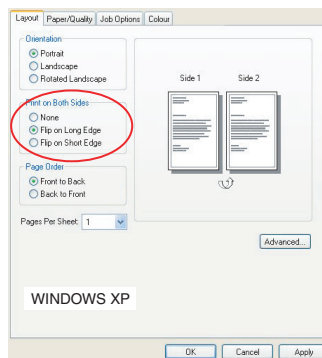 Layout Paper/Quality Job Options Colour
Orientation
Portrait
Landscape
Rotated Landscape
Print on Both Sides
None
Flip on Long Edge
Flip on Short Edge
Page Order
Front to Back
Back to Front
Pages Per Sheet: 1
Side 1 Side 2
Advanced...
WINDOWS XP
OK Cancel Apply